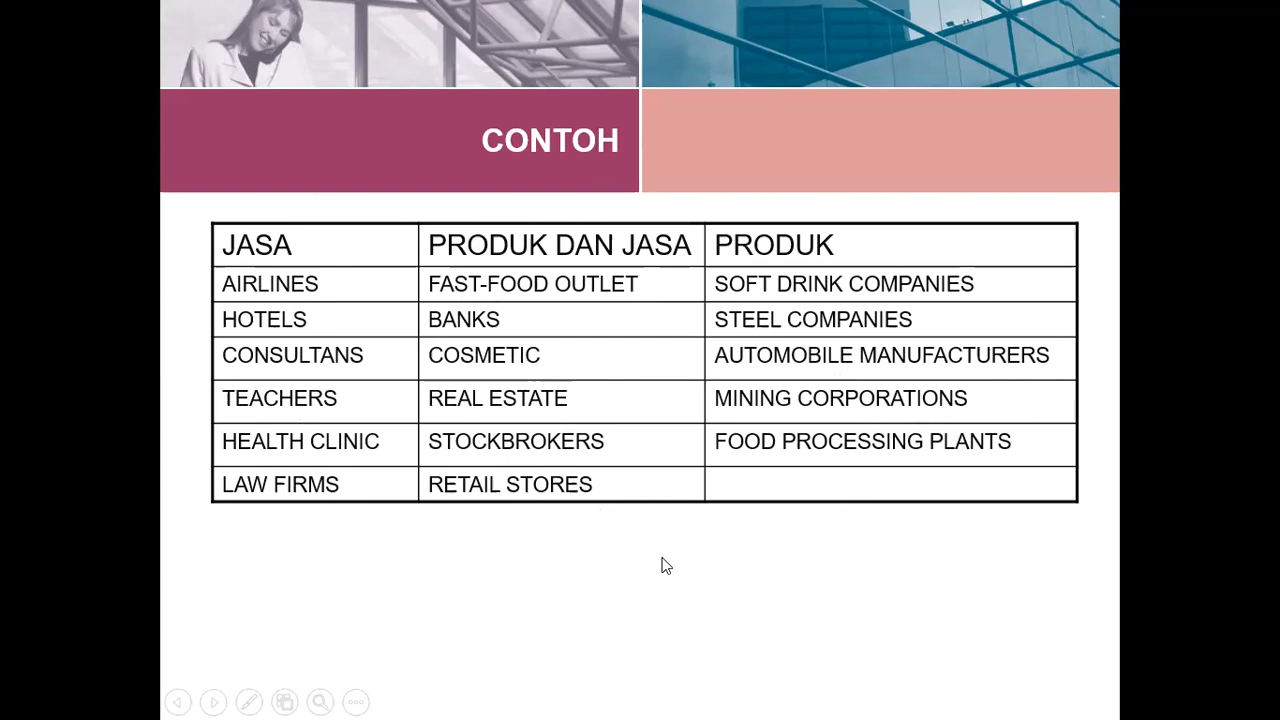 CONTOH
JASA PRODUK DAN JASA PRODUK
AIRLINES FAST-FOOD OUTLET SOFT DRINK COMPANIES
HOTELS BANKS STEEL COMPANIES
CONSULTANS COSMETIC AUTOMOBILE MANUFACTURERS
TEACHERS REAL ESTATE MINING CORPORATIONS
HEALTH CLINIC STOCKBROKERS FOOD PROCESSING PLANTS
LAW FIRMS RETAIL STORES